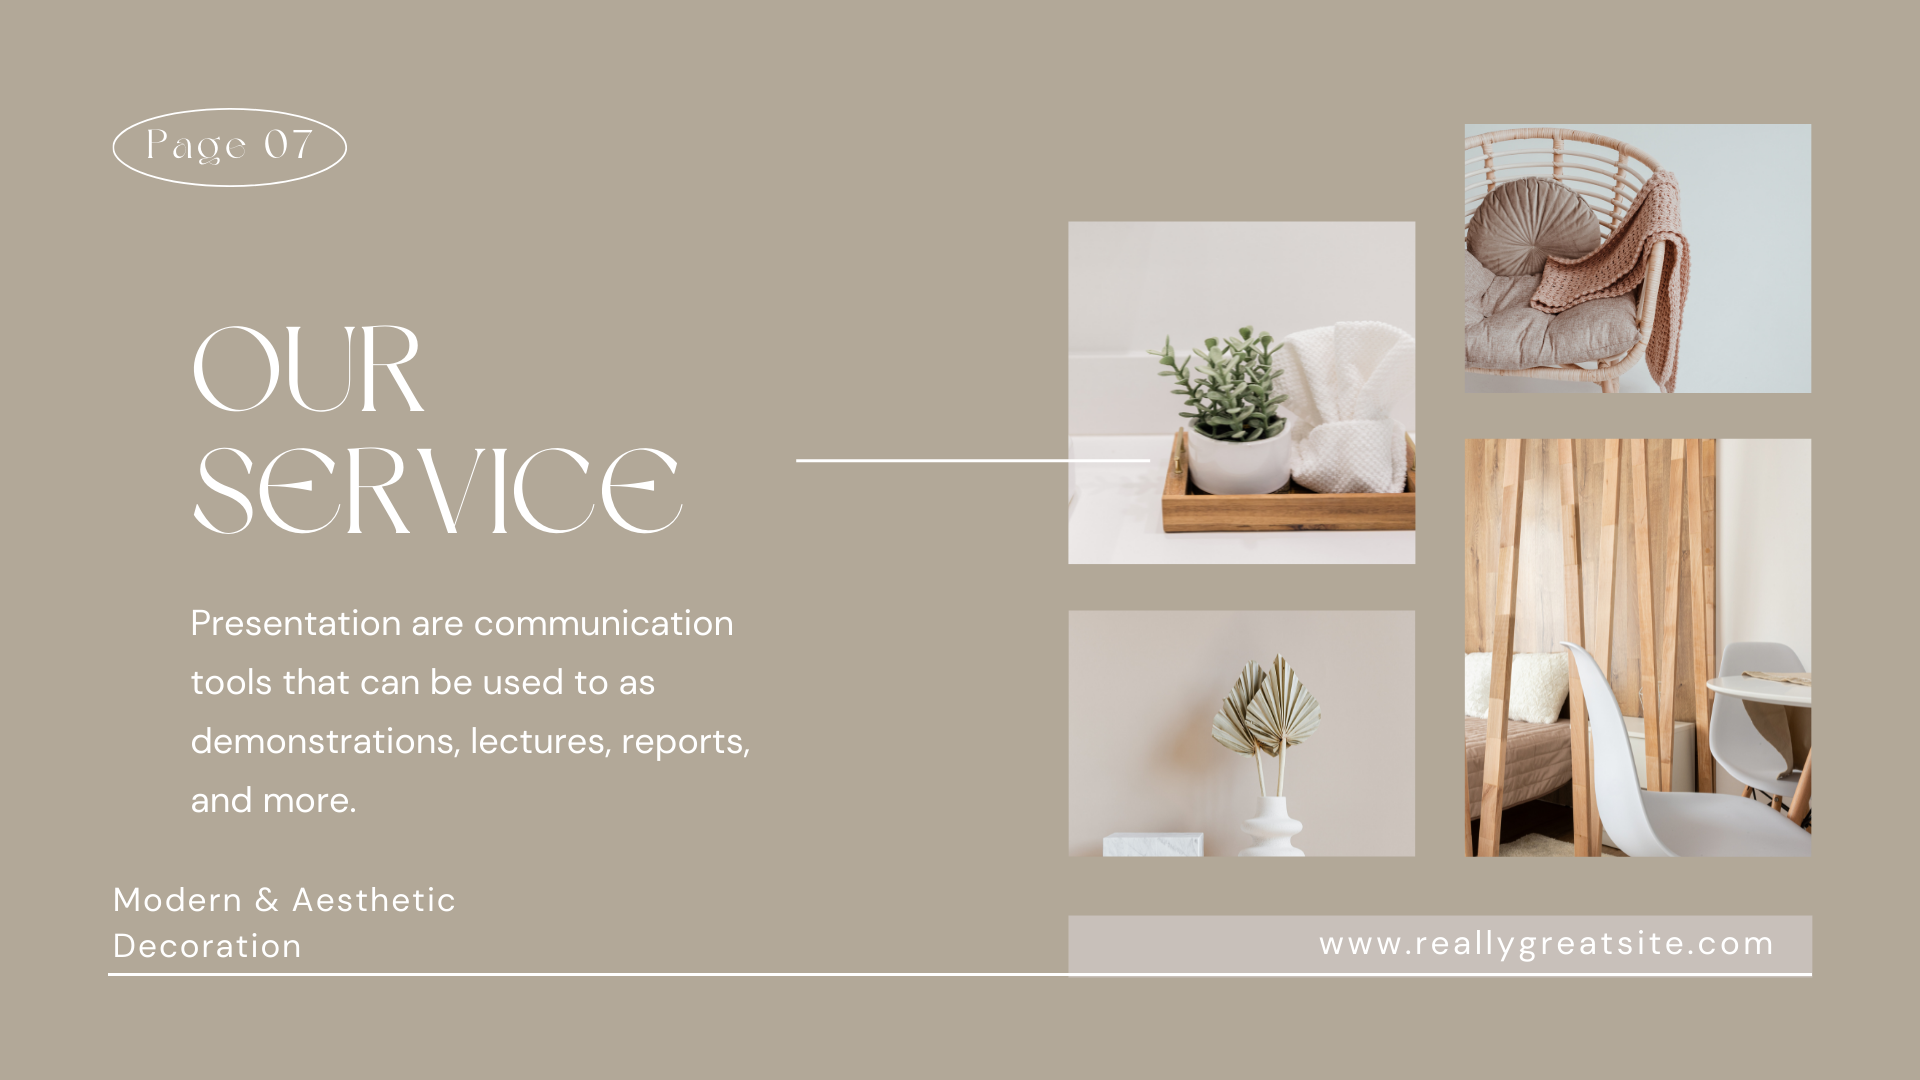 Page 07
OUR
SERVICE
Presentation are communication
tools that can be used to as
demonstrations, lectures, reports,
and more.
Modern & Aesthetic
Decoration
www.reallygreatsite.com